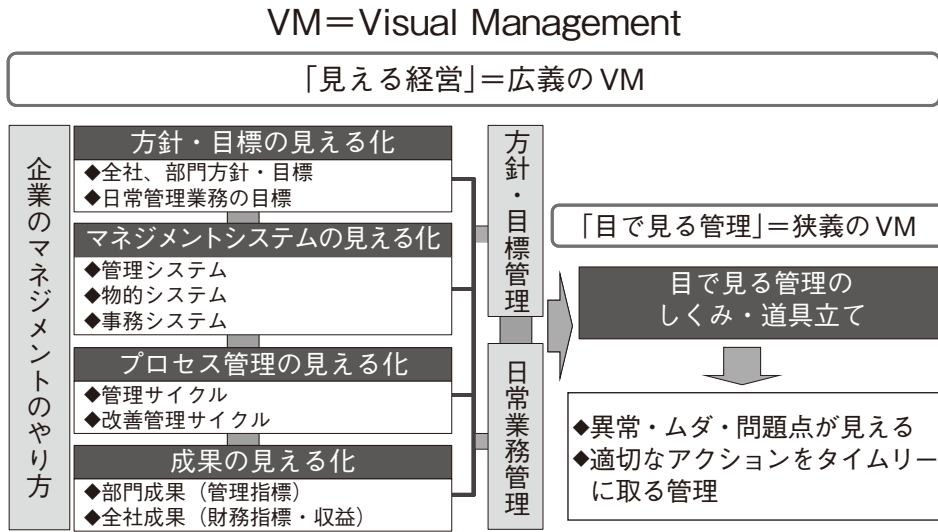 VM＝Visual Management
「見える経営」＝広義のVM
企業のマネジメントのやり方
方針・目標の見える化
◆全社、部門方針・目標
◆日常管理業務の目標
マネジメントシステムの見える化
◆管理システム
◆物的システム
◆事務システム
プロセス管理の見える化
◆管理サイクル
◆改善管理サイクル
成果の見える化
◆部門成果（管理指標）
◆全社成果（財務指標・収益）
方針・目標管理
日常業務管理
「目で見る管理」＝狭義のVM
目で見る管理の
しくみ・道具立て
◆異常・ムダ・問題点が見える
◆適切なアクションをタイムリー
に取る管理